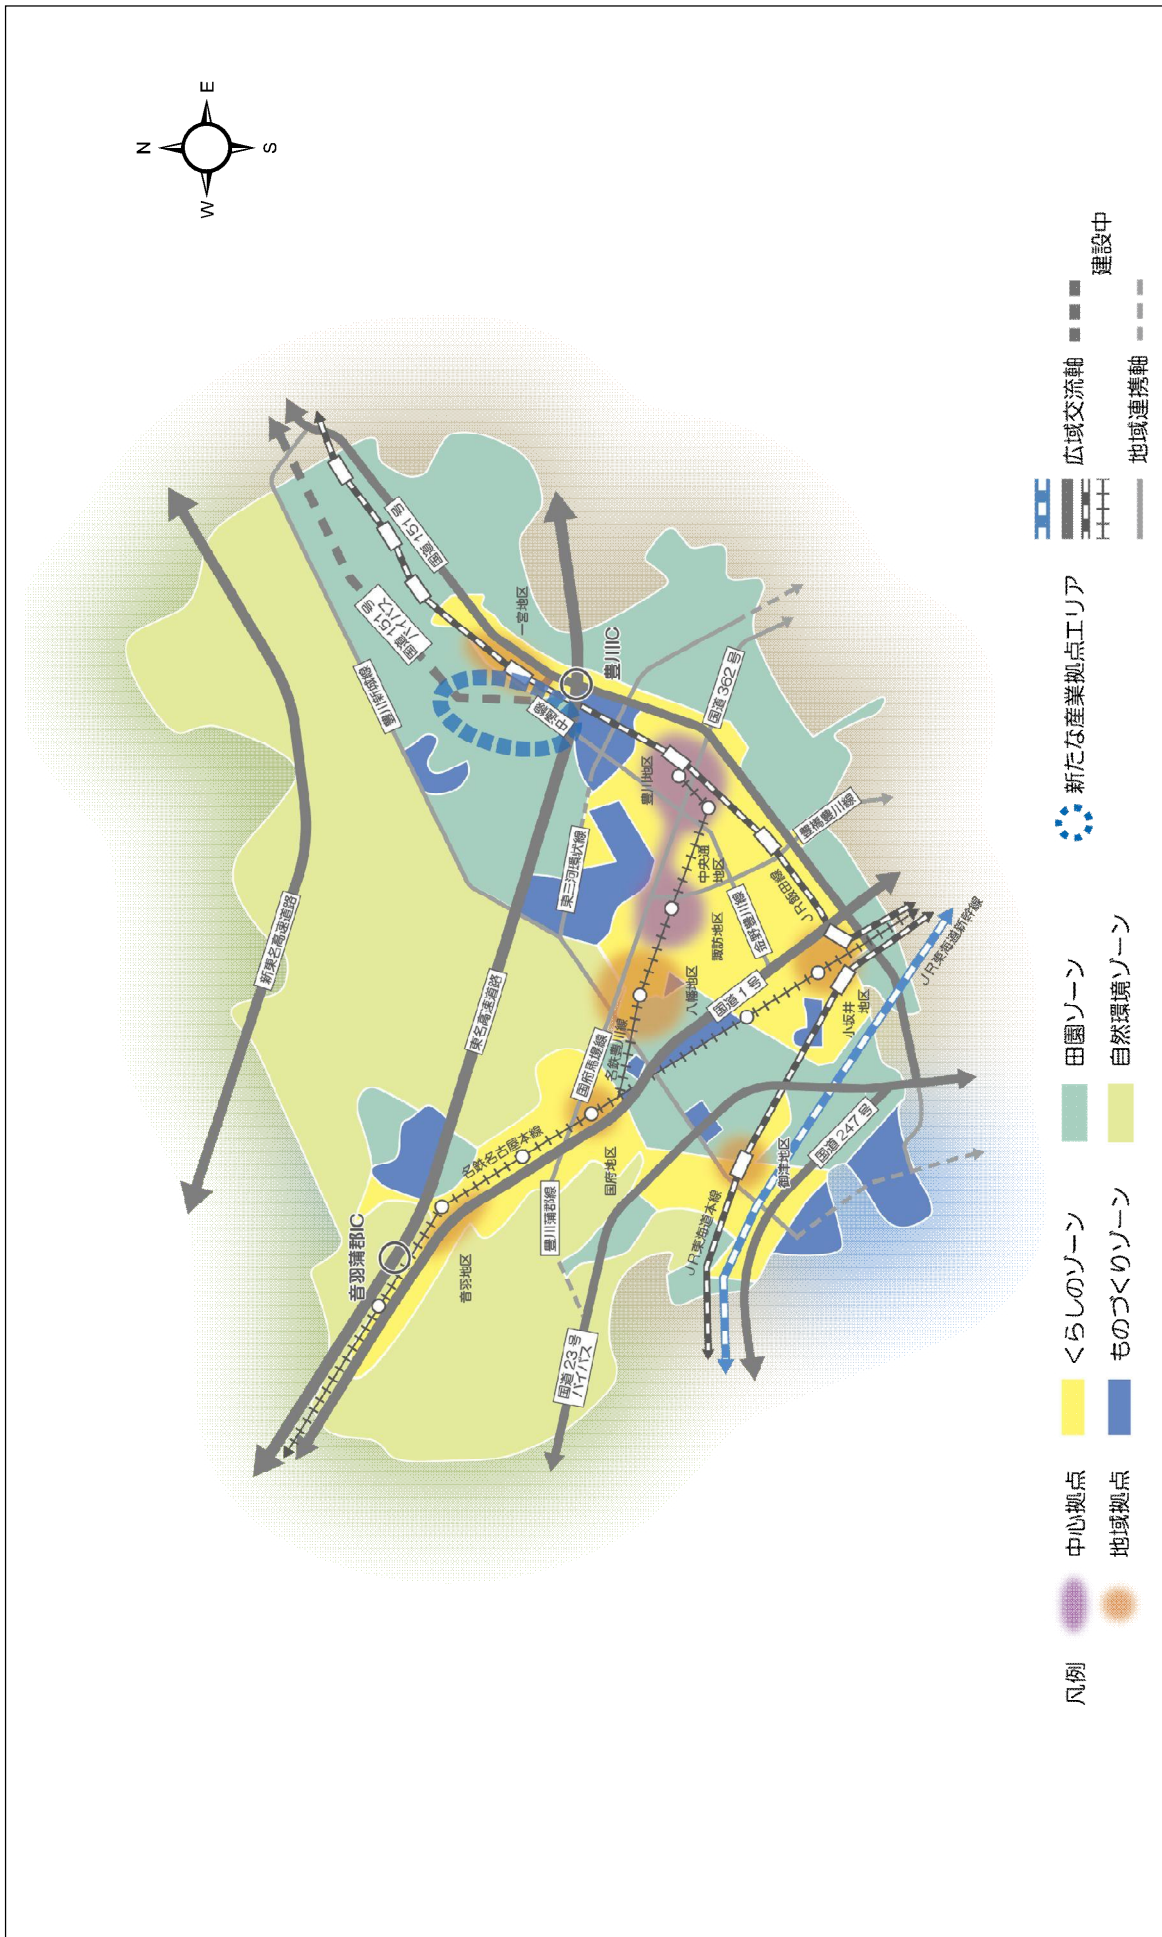 N
E
S
W
新東名高速道路
東名高速道路
豊川新城線
国道151号
バイパス
国道151号
一宮地区
豊川IC
東三河環状線
豊川地区
国道362号
中央通
地区
諏訪地区
豊橋豊川線
JR飯田線
八幡地区
国道1号
小坂井
地区
JR東海道新幹線
国府馬場線
名鉄豊川線
名鉄名古屋本線
国府地区
音羽蒲郡IC
音羽地区
豊川蒲郡線
国道23号
バイパス
御津地区
国道247号
JR東海道本線
凡例
中心拠点
地域拠点
くらしのゾーン
ものづくりゾーン
田園ゾーン
自然環境ゾーン
新たな産業拠点エリア
広域交流軸
建設中
地域連携軸